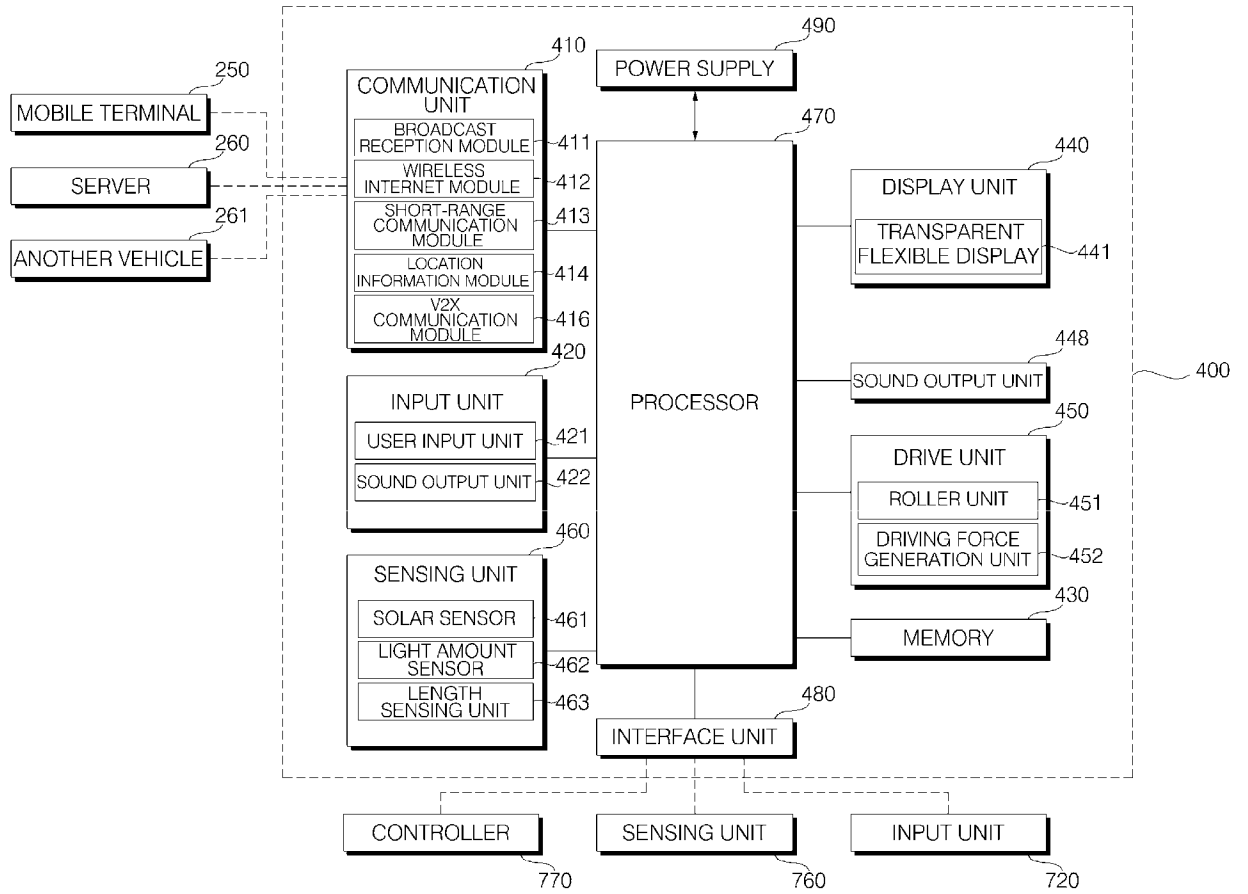 490
410
POWER SUPPLY
250
COMMUNICATION
UNIT
MOBILE TERMINAL
BROADCAST
RECEPTION MODULE
411
470
260
WIRELESS
INTERNET MODULE
412
440
SERVER
DISPLAY UNIT
SHORT-RANGE
COMMUNICATION
MODULE
413
261
TRANSPARENT
FLEXIBLE DISPLAY
441
ANOTHER VEHICLE
LOCATION
INFORMATION MODULE
414
V2X
COMMUNICATION
MODULE
416
420
448
INPUT UNIT
PROCESSOR
SOUND OUTPUT UNIT
400
USER INPUT UNIT
421
450
SOUND OUTPUT UNIT
422
DRIVE UNIT
ROLLER UNIT
451
460
DRIVING FORCE
GENERATION UNIT
452
SENSING UNIT
SOLAR SENSOR
461
430
LIGHT AMOUNT
SENSOR
462
MEMORY
LENGTH
SENSING UNIT
463
480
INTERFACE UNIT
CONTROLLER
SENSING UNIT
INPUT UNIT
770
760
720